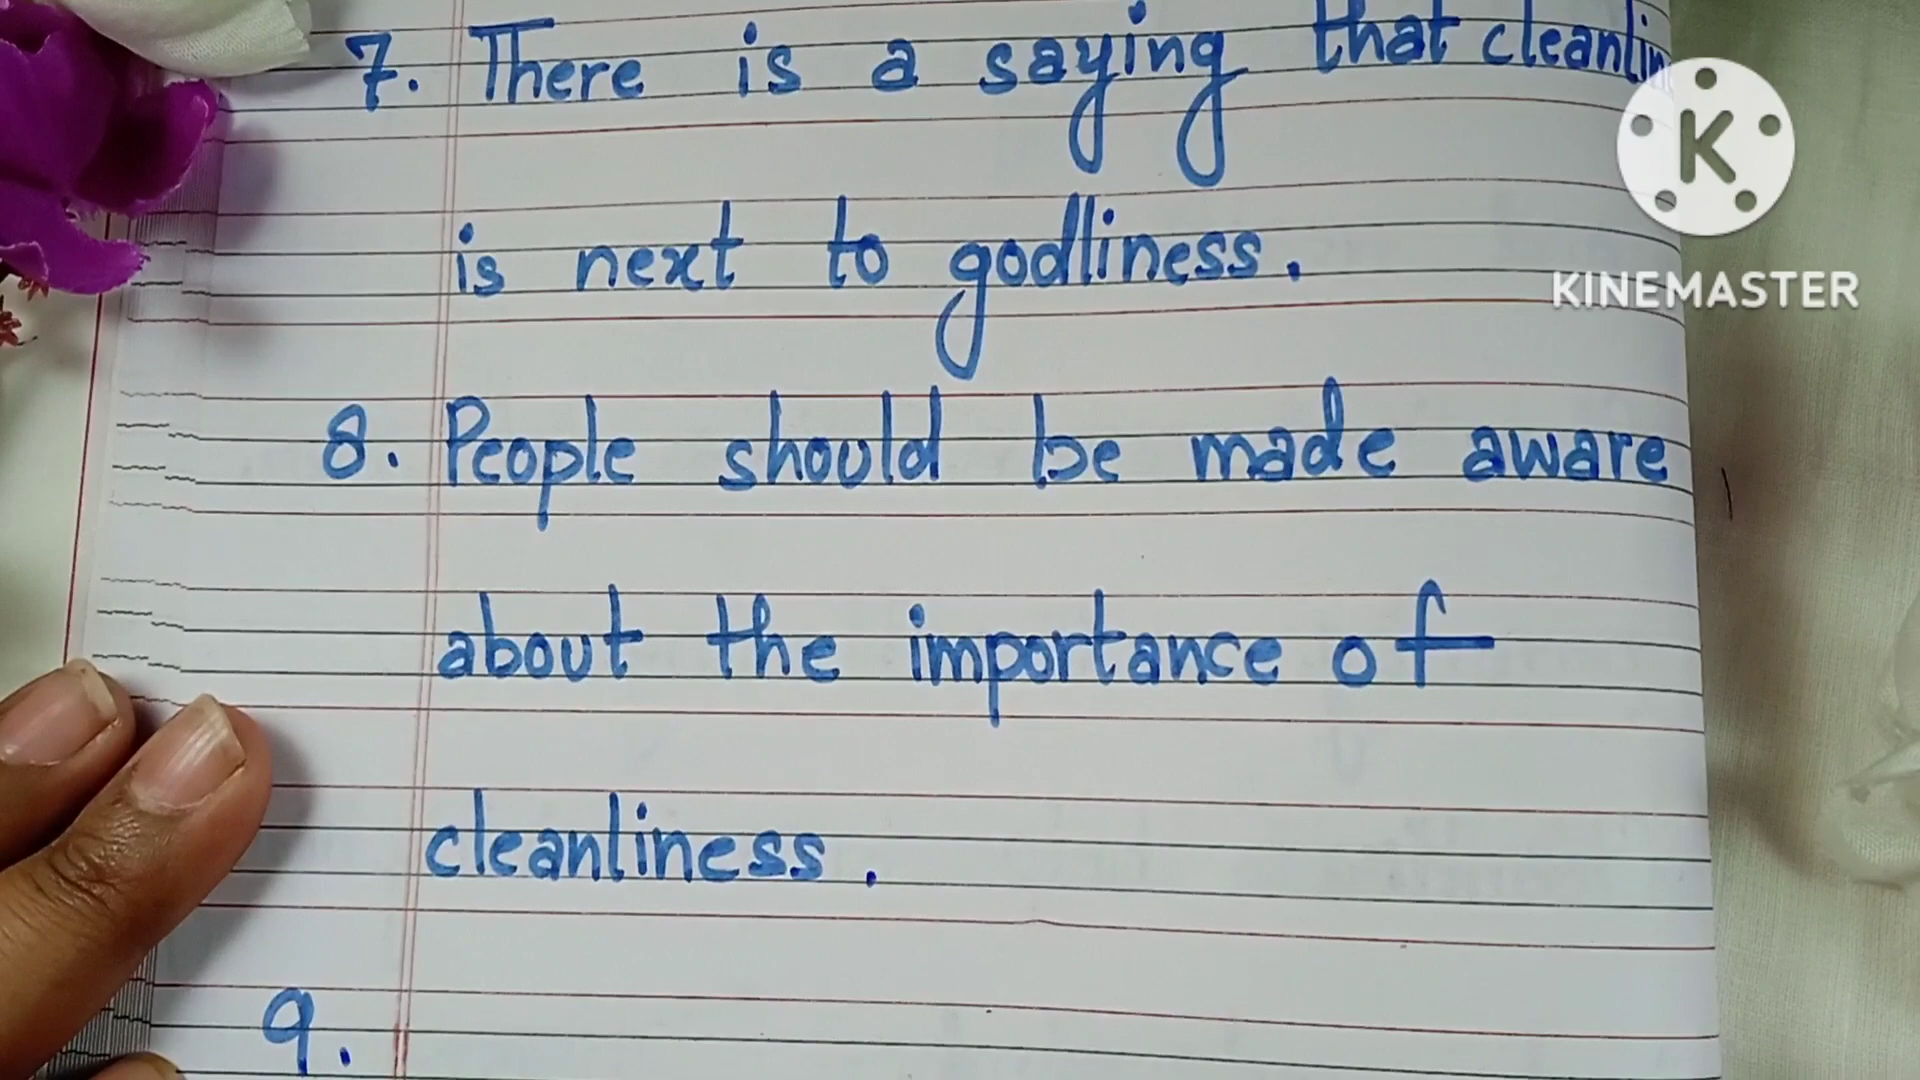 7. There is a saying that cleanlin
is next to godliness.
8. People should be made aware
about the importance of
cleanliness.
9.
K
KINEMASTER